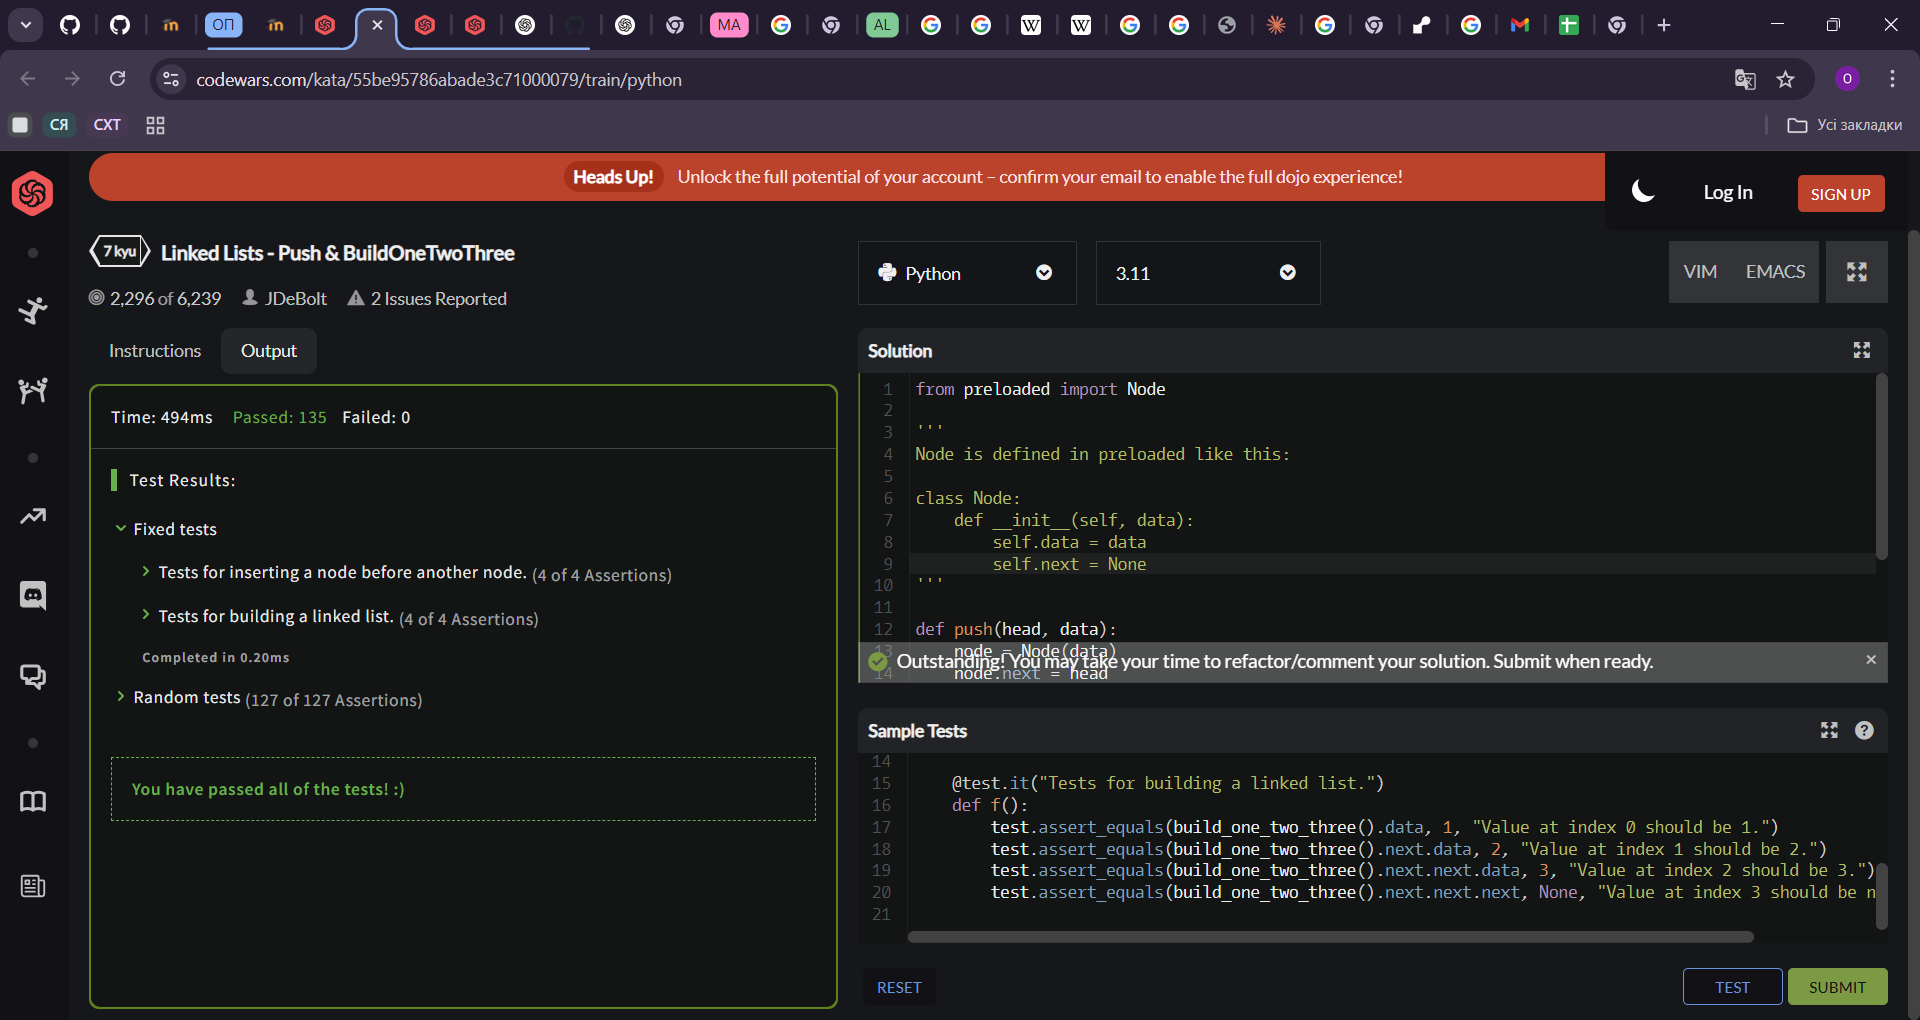 ОП
MA
AL
codewars.com/kata/55be95786abade3c71000079/train/python
O
СЯ
СХТ
Усі закладки
Heads Up! Unlock the full potential of your account – confirm your email to enable the full dojo experience!
Log In
SIGN UP
7 kyu Linked Lists - Push & BuildOneTwoThree
2,296 of 6,239 JDeBolt 2 Issues Reported
Python
3.11
VIM EMACS
Instructions
Output
Time: 494ms Passed: 135 Failed: 0
Test Results:
Fixed tests
Tests for inserting a node before another node. (4 of 4 Assertions)
Tests for building a linked list. (4 of 4 Assertions)
Completed in 0.20ms
Random tests (127 of 127 Assertions)
You have passed all of the tests! :)
Solution
1 from preloaded import Node
2
3 '''
4 Node is defined in preloaded like this:
5
6 class Node:
7 def __init__(self, data):
8 self.data = data
9 self.next = None
10 '''
11
12 def push(head, data):
13 node = Node(data)
14 node.next = head
Outstanding! You may take your time to refactor/comment your solution. Submit when ready.
Sample Tests
14
15 @test.it("Tests for building a linked list.")
16 def f():
17 test.assert_equals(build_one_two_three().data, 1, "Value at index 0 should be 1.")
18 test.assert_equals(build_one_two_three().next.data, 2, "Value at index 1 should be 2.")
19 test.assert_equals(build_one_two_three().next.next.data, 3, "Value at index 2 should be 3.")
20 test.assert_equals(build_one_two_three().next.next.next, None, "Value at index 3 should be n
21
RESET
TEST
SUBMIT